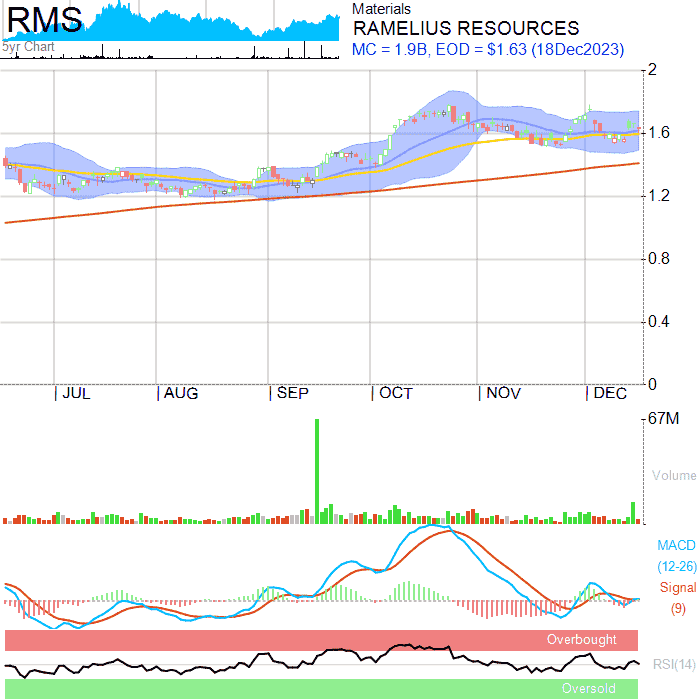 RMS
5yr Chart
Materials
RAMELIUS RESOURCES
MC = 1.9B, EOD = $1.63 (18Dec2023)
2
1.6
1.2
0.8
0.4
0
JUL AUG SEP OCT NOV DEC
67M
Volume
MACD
(12-26)
Signal
(9)
Overbought
RSI(14)
Oversold